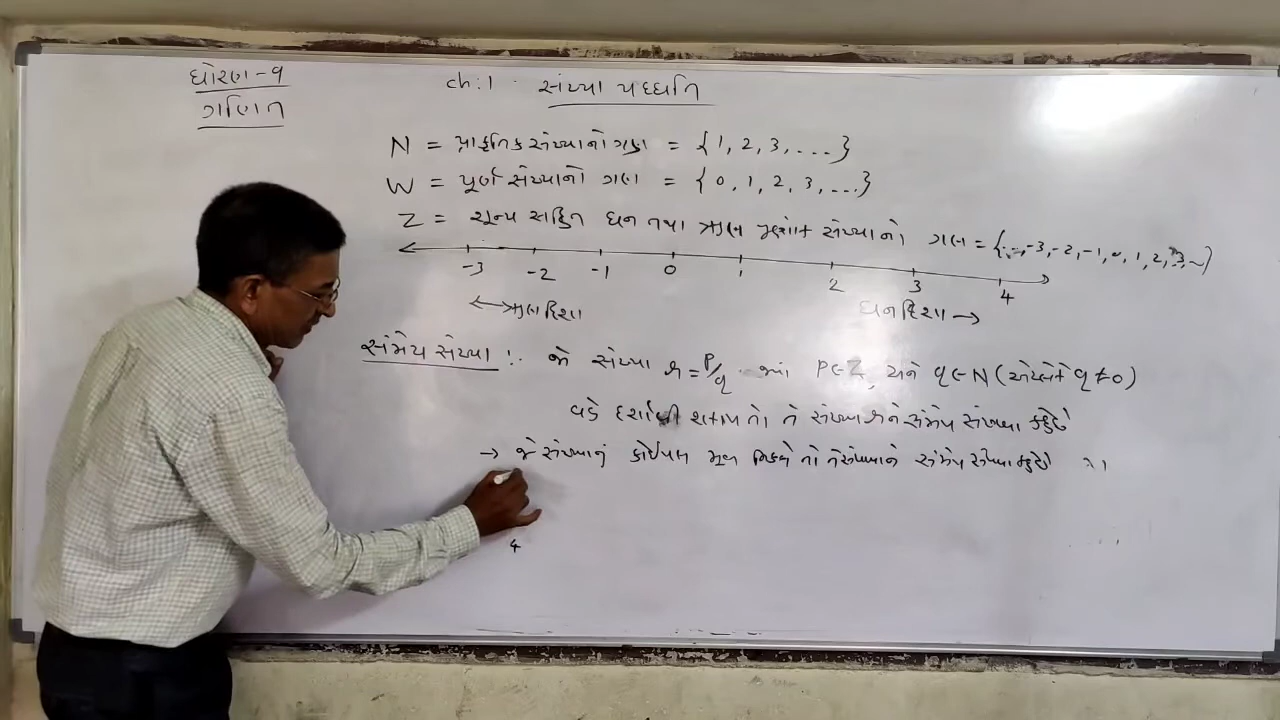 ધોરણ-૧
ગણિત
ch:1 સંખ્યા પધ્ધતિ
N = પ્રાકૃતિક સંખ્યાનો ગણ = {1, 2, 3, ....}
W = પૂર્ણ સંખ્યાનો ગણ = {0, 1, 2, 3, ....}
Z = શૂન્ય સહિત ધન તથા ઋણ પૂર્ણાંક સંખ્યાનો ગણ = {...,-3,-2,-1,0,1,2,3...}
-3 -2 -1 0 1 2 3 4
ઋણ દિશા ધન દિશા →
સંમેય સંખ્યા :. જો સંખ્યા r = p/q જ્યાં p∈Z, અને q∈N (એટલે કે q≠0)
વડે દર્શાવી શકાય તો તે સંખ્યા r ને સંમેય સંખ્યા કહે છે
→ જે સંખ્યાનું કોઈપણ મૂલ્ય નિકળે તો તે સંખ્યાને સંમેય સંખ્યા કહે છે